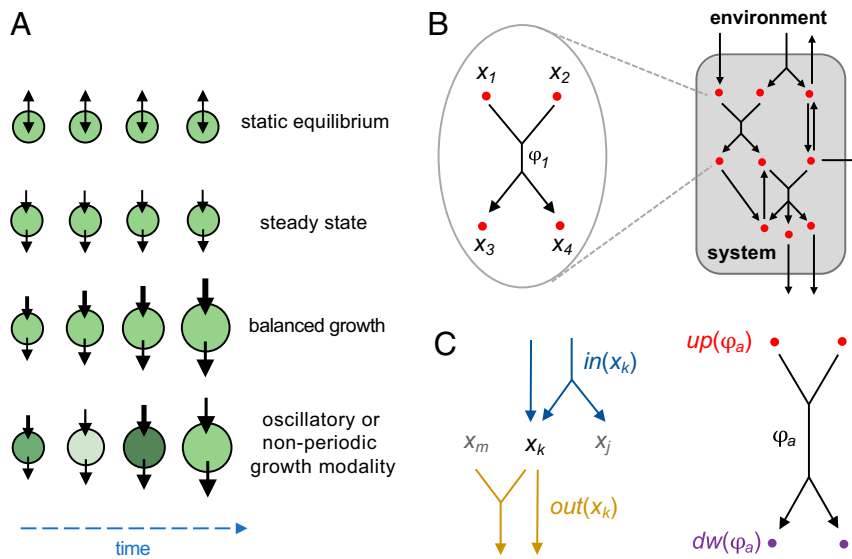 A
static equilibrium
steady state
balanced growth
oscillatory or
non-periodic
growth modality
time
B
environment
x1 x2
φ1
x3 x4
system
C
in(xk)
xm xk xj
out(xk)
up(φa)
φa
dw(φa)